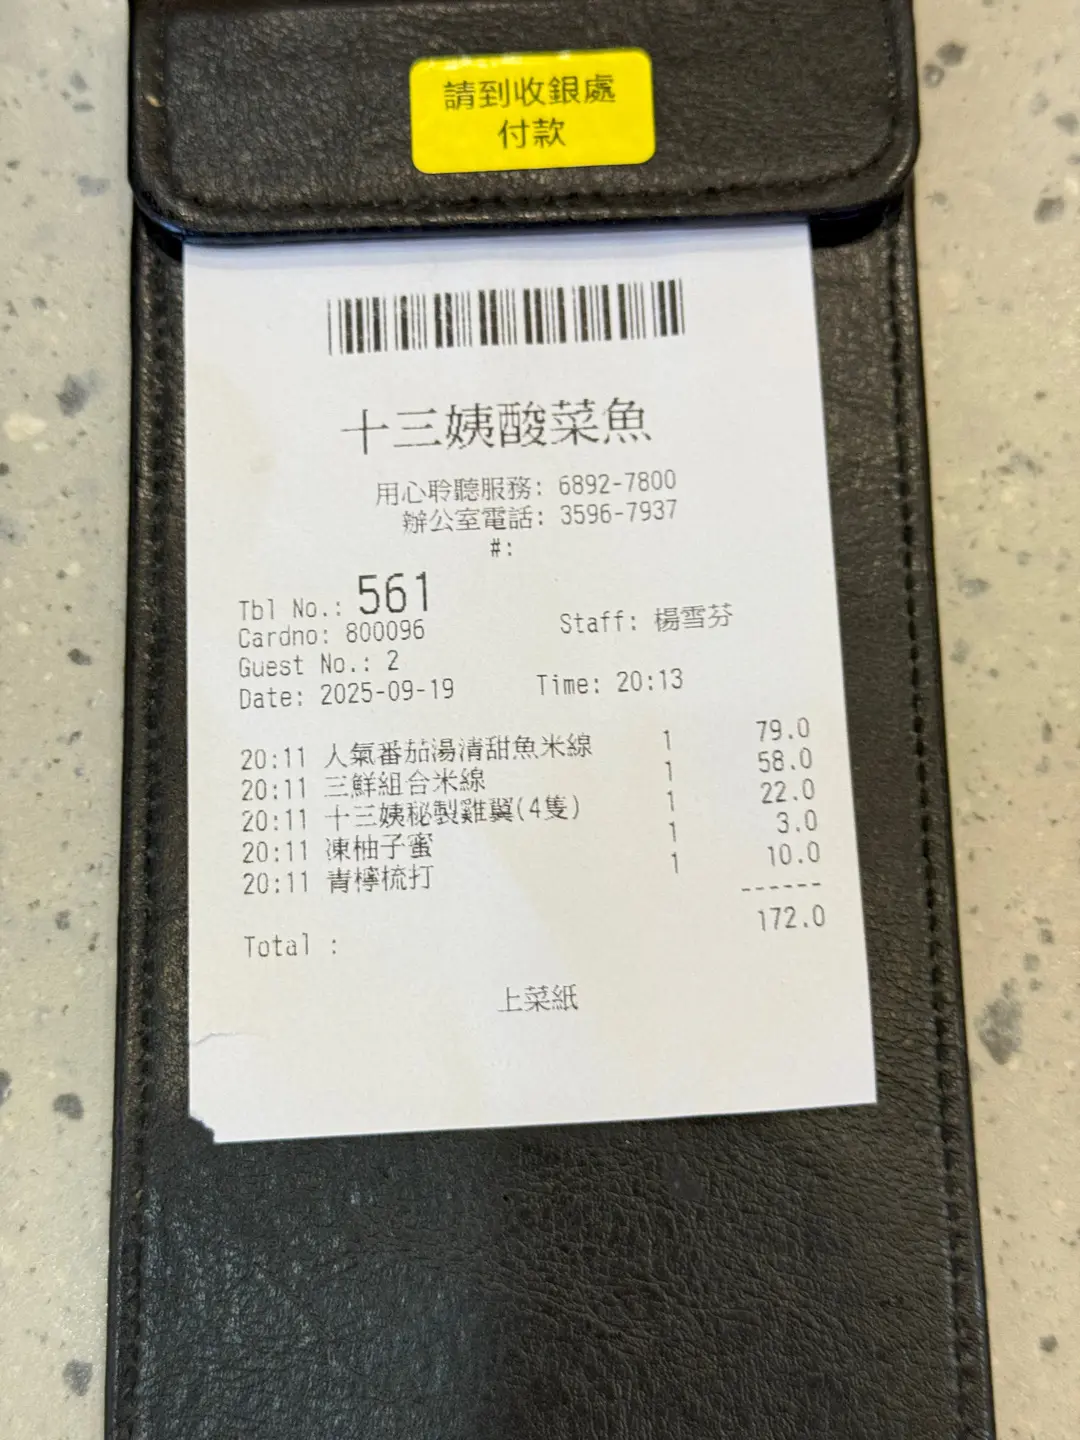 請到收銀處
付款
十三姨酸菜魚
用心聆聽服務: 6892-7800
辦公室電話: 3596-7937
#:
Tbl No.: 561
Cardno: 800096 Staff: 楊雪芬
Guest No.: 2
Date: 2025-09-19 Time: 20:13
20:11 人氣番茄湯清甜魚米線 1 79.0
20:11 三鮮組合米線 1 58.0
20:11 十三姨秘製雞翼(4隻) 1 22.0
20:11 凍柚子蜜 1 3.0
20:11 青檸梳打 1 10.0
------
Total : 172.0
上菜紙